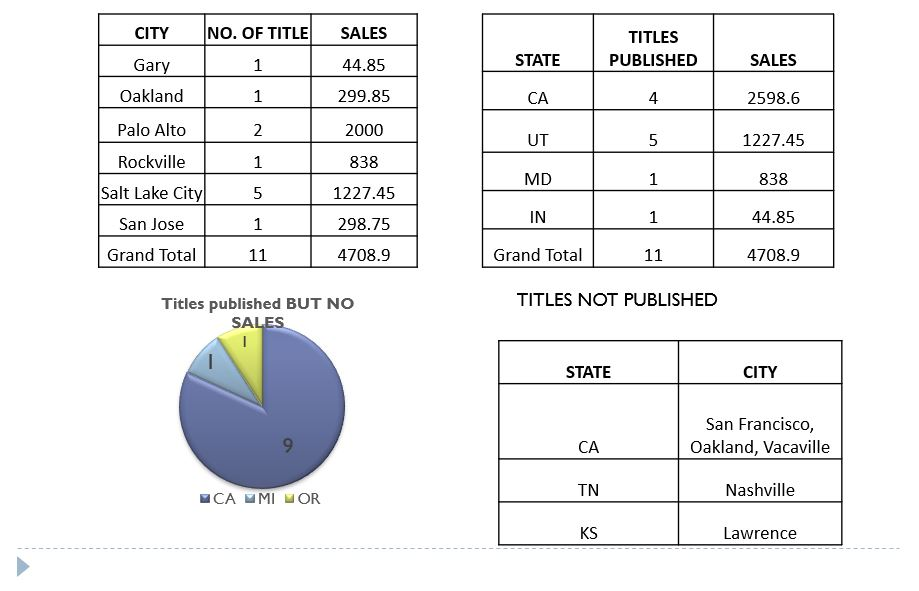 CITY NO. OF TITLE SALES
Gary 1 44.85
Oakland 1 299.85
Palo Alto 2 2000
Rockville 1 838
Salt Lake City 5 1227.45
San Jose 1 298.75
Grand Total 11 4708.9
STATE TITLES PUBLISHED SALES
CA 4 2598.6
UT 5 1227.45
MD 1 838
IN 1 44.85
Grand Total 11 4708.9
Titles published BUT NO
SALES
1
1
9
CA MI OR
TITLES NOT PUBLISHED
STATE CITY
CA San Francisco,
Oakland, Vacaville
TN Nashville
KS Lawrence